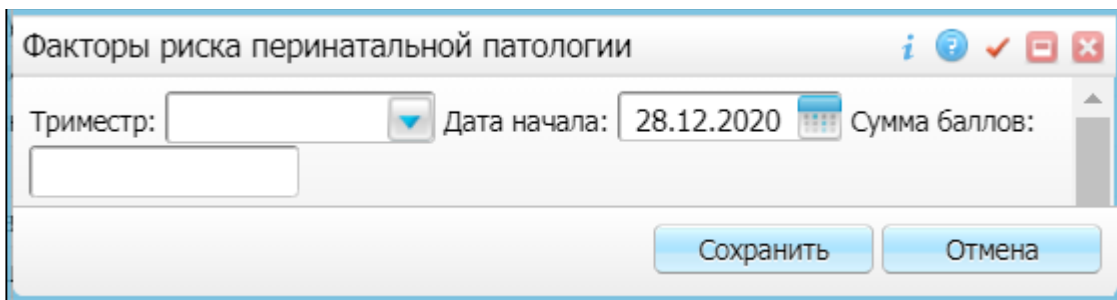 Факторы риска перинатальной патологии
Триместр: Дата начала: 28.12.2020 Сумма баллов:
Сохранить Отмена